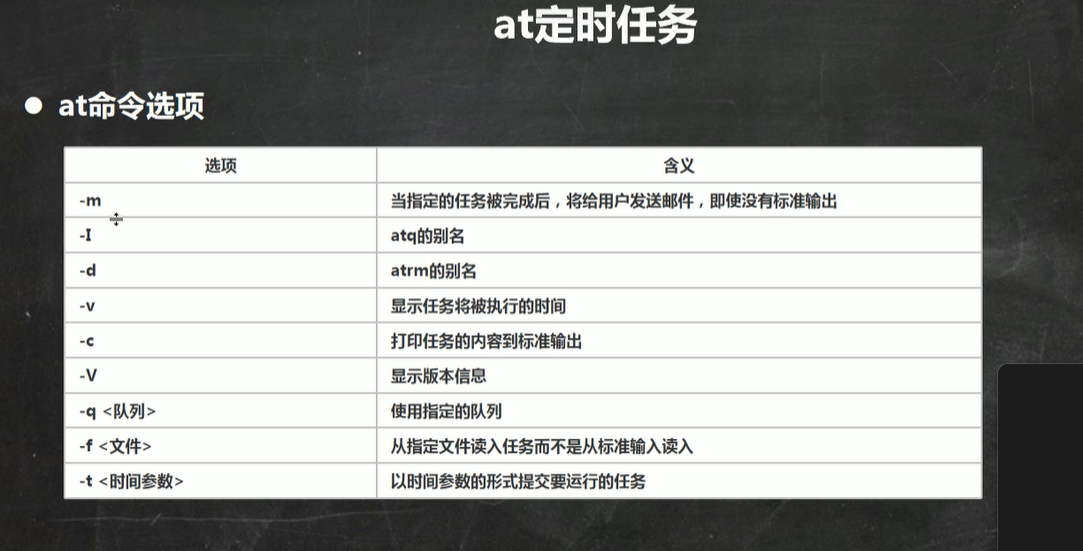 at定时任务
at命令选项
选项 含义
-m 当指定的任务被完成后，将给用户发送邮件，即使没有标准输出
-I atq的别名
-d atrm的别名
-v 显示任务将被执行的时间
-c 打印任务的内容到标准输出
-V 显示版本信息
-q <队列> 使用指定的队列
-f <文件> 从指定文件读入任务而不是从标准输入读入
-t <时间参数> 以时间参数的形式提交要运行的任务